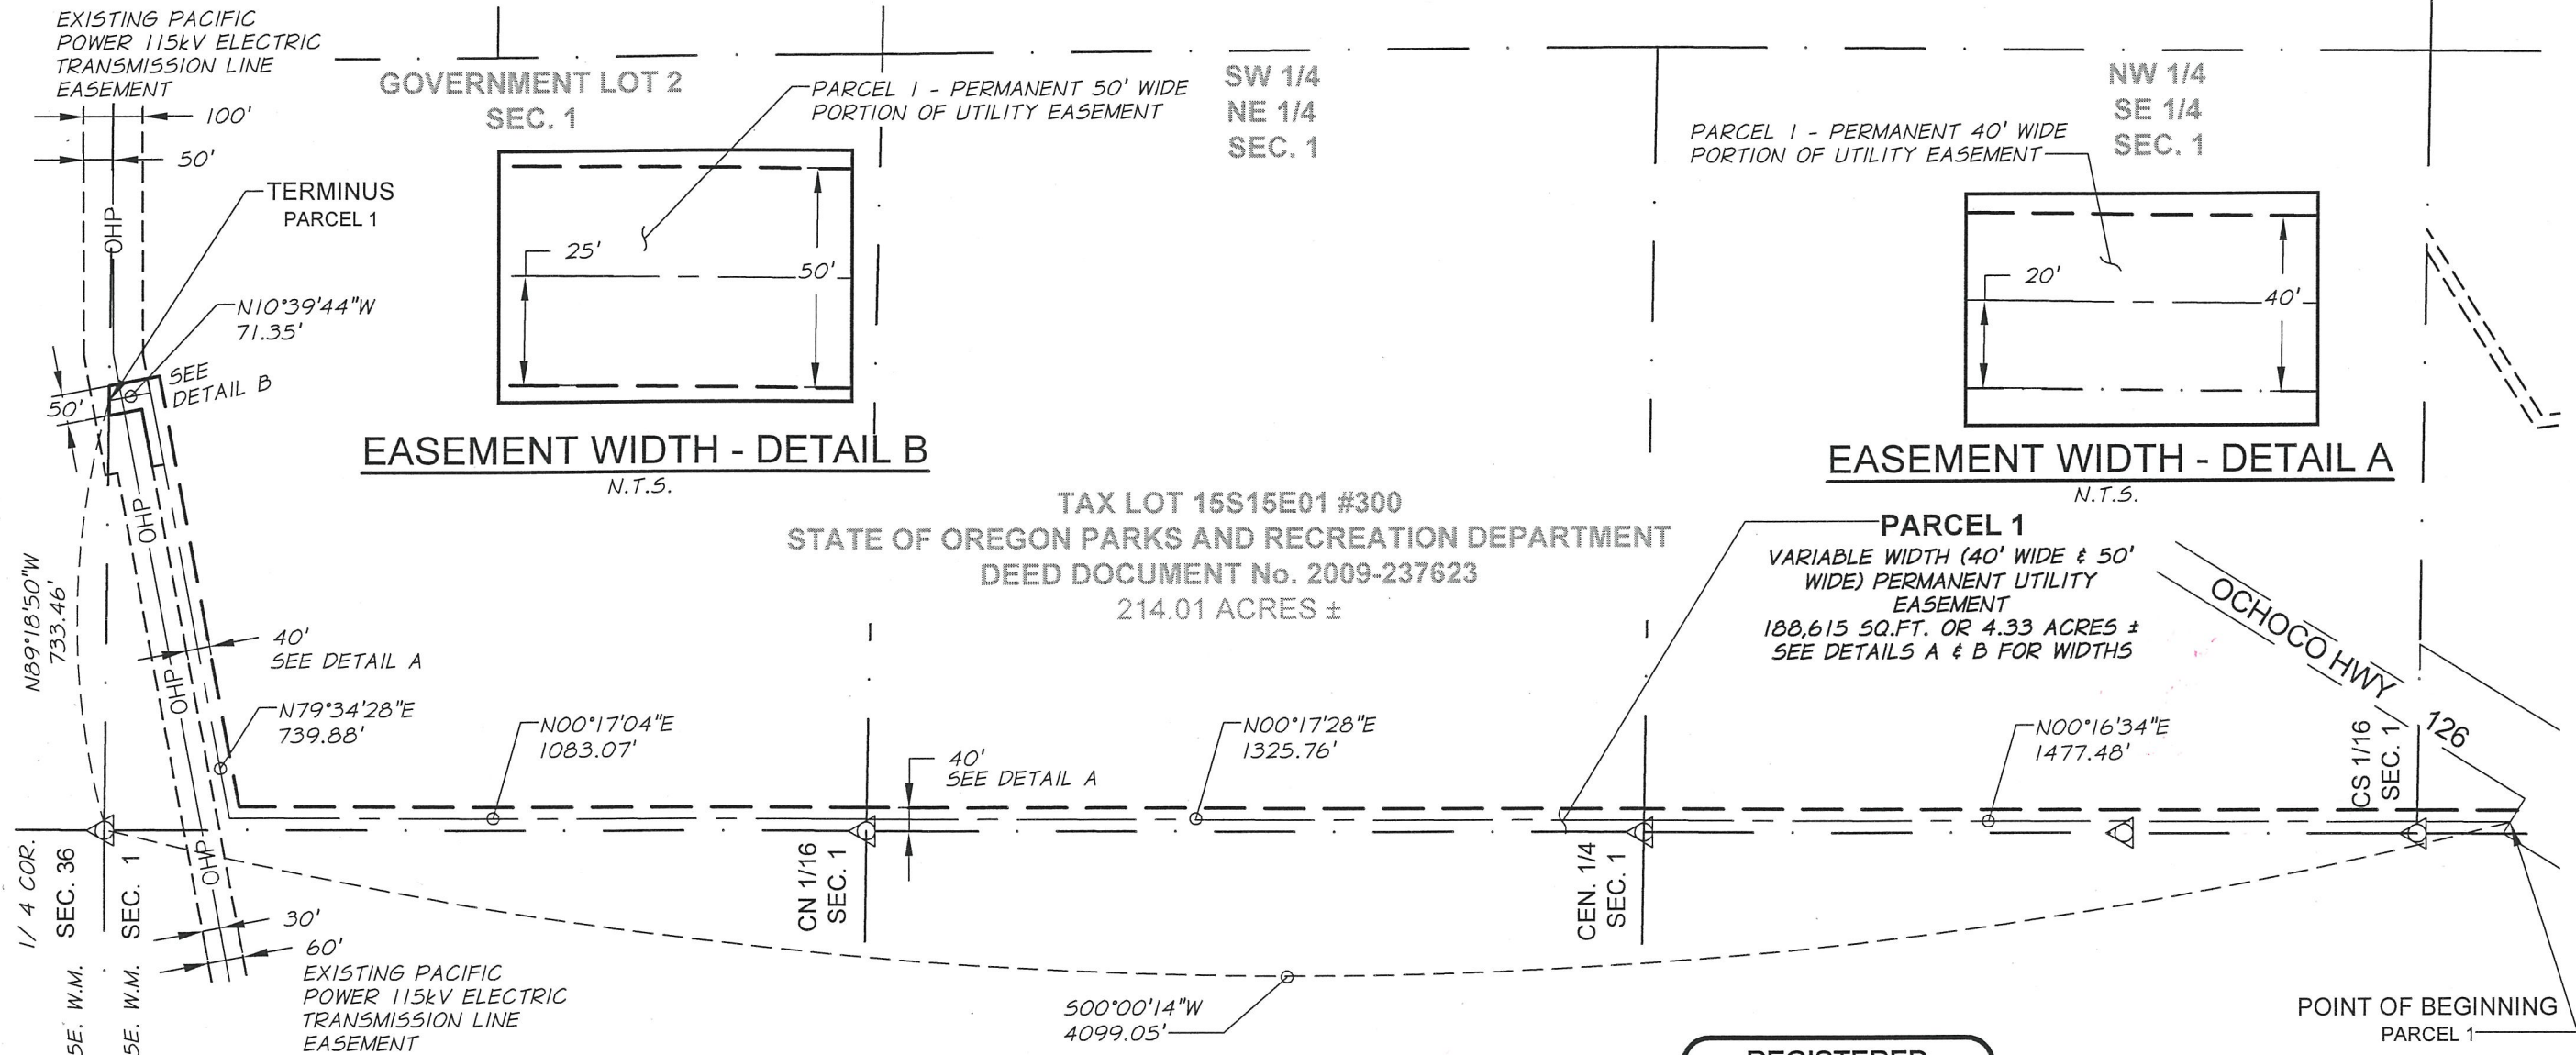 EXISTING PACIFIC
POWER 115kV ELECTRIC
TRANSMISSION LINE
EASEMENT
100'
50'
OHP
TERMINUS
PARCEL 1
N10°39'44"W
71.35'
SEE
DETAIL B
50'
GOVERNMENT LOT 2
SEC. 1
PARCEL 1 - PERMANENT 50' WIDE
PORTION OF UTILITY EASEMENT
25'
50'
EASEMENT WIDTH - DETAIL B
N.T.S.
SW 1/4
NE 1/4
SEC. 1
NW 1/4
SE 1/4
SEC. 1
PARCEL 1 - PERMANENT 40' WIDE
PORTION OF UTILITY EASEMENT
20'
40'
EASEMENT WIDTH - DETAIL A
N.T.S.
TAX LOT 15S15E01 #300
STATE OF OREGON PARKS AND RECREATION DEPARTMENT
DEED DOCUMENT No. 2009-237623
214.01 ACRES ±
PARCEL 1
VARIABLE WIDTH (40' WIDE & 50'
WIDE) PERMANENT UTILITY
EASEMENT
188,615 SQ.FT. OR 4.33 ACRES ±
SEE DETAILS A & B FOR WIDTHS
OCHOCO HWY
126
N89°18'50"W
733.46'
OHP
OHP
OHP
40'
SEE DETAIL A
N79°34'28"E
739.88'
N00°17'04"E
1083.07'
40'
SEE DETAIL A
N00°17'28"E
1325.76'
N00°16'34"E
1477.48'
CS 1/16
SEC. 1
1/4 COR.
SEC. 36
SEC. 1
5E. W.M.
5E. W.M.
CN 1/16
SEC. 1
CEN. 1/4
SEC. 1
30'
60'
EXISTING PACIFIC
POWER 115kV ELECTRIC
TRANSMISSION LINE
EASEMENT
S00°00'14"W
4099.05'
POINT OF BEGINNING
PARCEL 1
REGISTERED